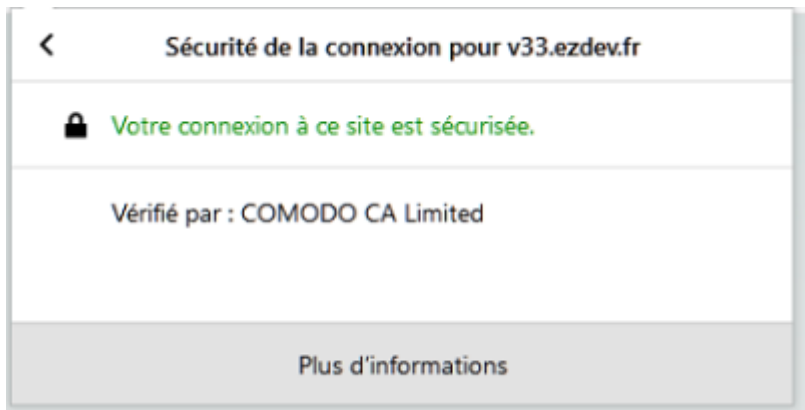 Sécurité de la connexion pour v33.ezdev.fr
Votre connexion à ce site est sécurisée.
Vérifié par : COMODO CA Limited
Plus d’informations